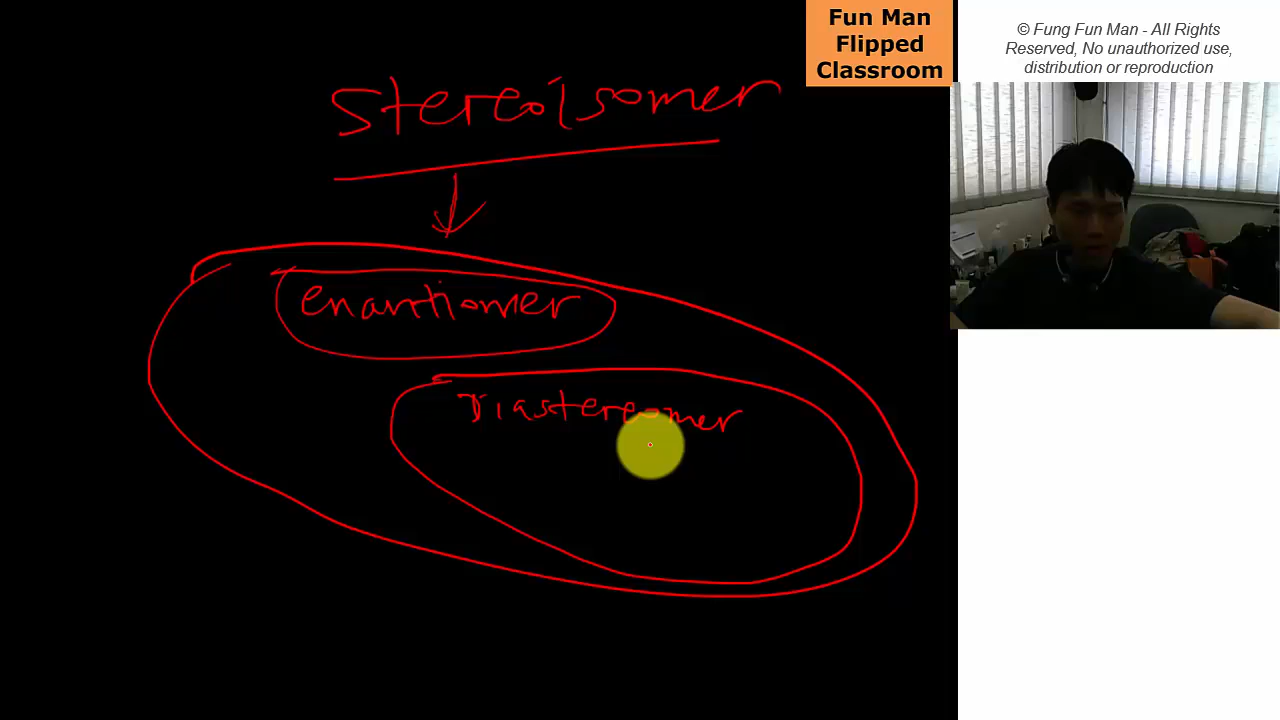 Fun Man
Flipped
Classroom
© Fung Fun Man - All Rights
Reserved, No unauthorized use,
distribution or reproduction
stereoisomer
enantiomer
Diastereomer